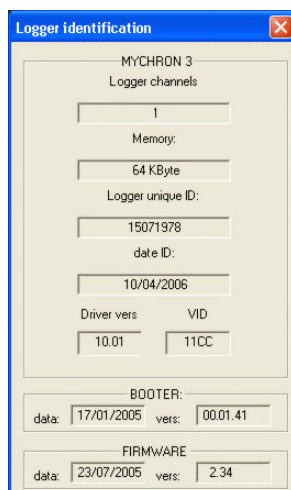 Logger identification
MYCHRON 3
Logger channels
1
Memory:
64 KByte
Logger unique ID:
15071978
date ID:
10/04/2006
Driver vers VID
10.01 11CC
BOOTER:
data: 17/01/2005 vers: 00.01.41
FIRMWARE
data: 23/07/2005 vers: 2.34